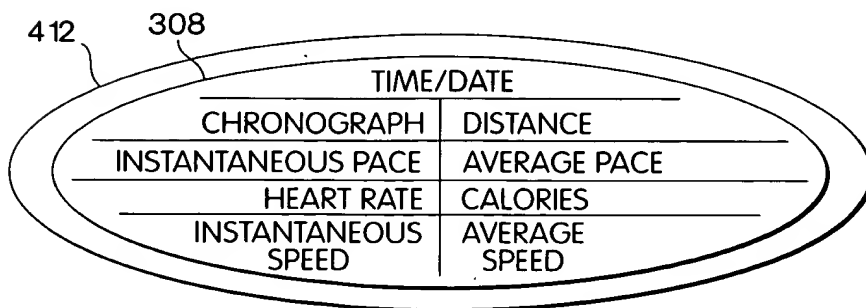 412
308
TIME/DATE
CHRONOGRAPH DISTANCE
INSTANTANEOUS PACE AVERAGE PACE
HEART RATE CALORIES
INSTANTANEOUS AVERAGE
SPEED SPEED